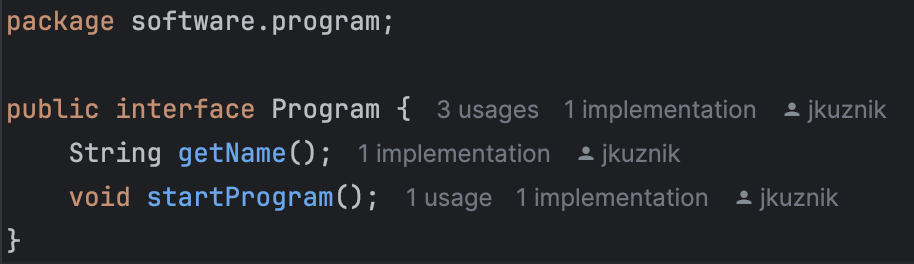 package software.program;
public interface Program { 3 usages 1 implementation jkuznik
String getName(); 1 implementation jkuznik
void startProgram(); 1 usage 1 implementation jkuznik
}